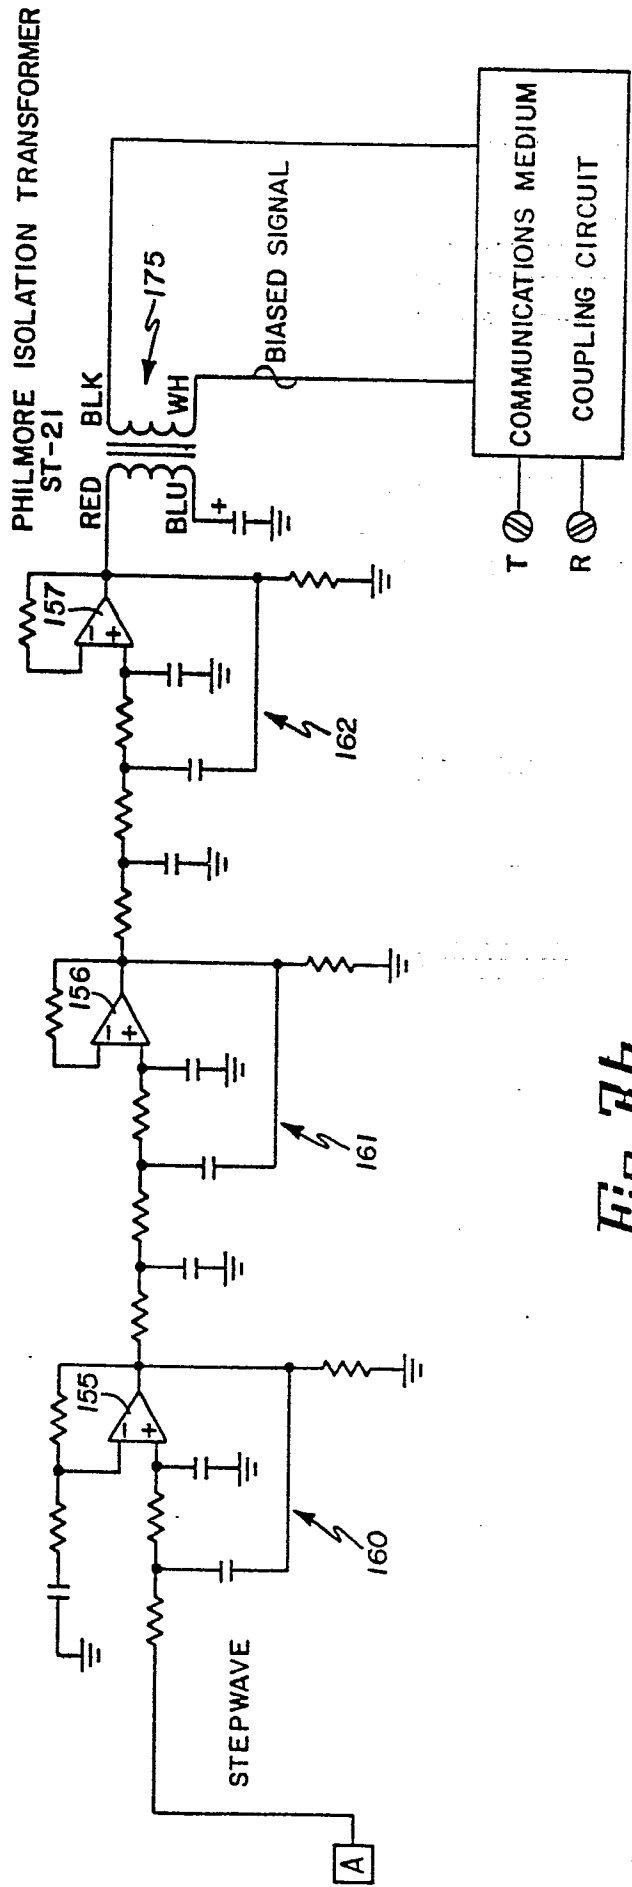 PHILMORE ISOLATION TRANSFORMER
ST-21
RED
BLK
BLU
WH
175
BIASED SIGNAL
157
162
156
161
155
160
−
+
−
+
−
+
+
STEPWAVE
A
COMMUNICATIONS MEDIUM
COUPLING CIRCUIT
T
R